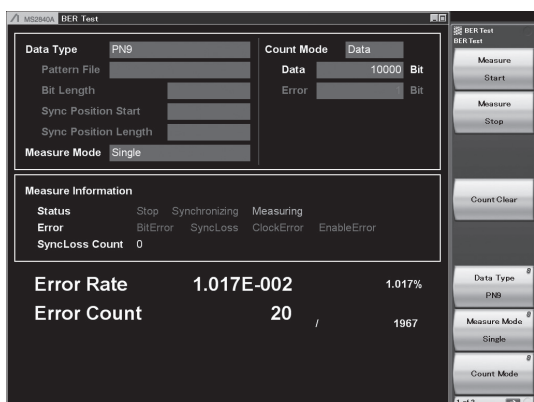 MS2840A BER Test
BER Test
BER Test
Data Type PN9
Count Mode Data
Pattern File
Data 10000 Bit
Bit Length
Error 1 Bit
Sync Position Start
Sync Position Length
Measure Mode Single
Measure Information
Status Stop Synchronizing Measuring
Error BitError SyncLoss ClockError EnableError
SyncLoss Count 0
Error Rate 1.017E-002 1.017%
Error Count 20 / 1967
Measure
Start
Measure
Stop
Count Clear
Data Type
PN9
Measure Mode
Single
Count Mode